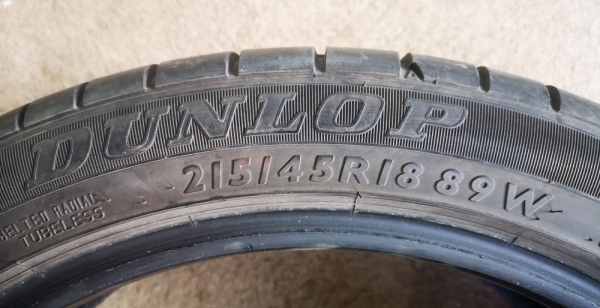 DUNLOP
215/45R18 89W
BELTED RADIAL
TUBELESS